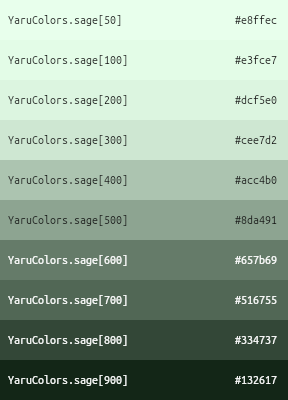 YaruColors.sage[50] #e8ffec
YaruColors.sage[100] #e3fce7
YaruColors.sage[200] #dcf5e0
YaruColors.sage[300] #cee7d2
YaruColors.sage[400] #acc4b0
YaruColors.sage[500] #8da491
YaruColors.sage[600] #657b69
YaruColors.sage[700] #516755
YaruColors.sage[800] #334737
YaruColors.sage[900] #132617